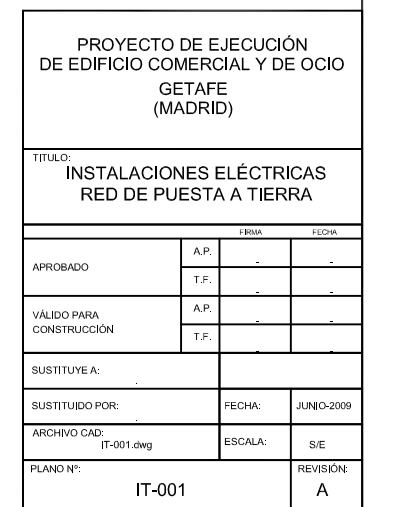 PROYECTO DE EJECUCIÓN
DE EDIFICIO COMERCIAL Y DE OCIO
GETAFE
(MADRID)
TITULO:
INSTALACIONES ELÉCTRICAS
RED DE PUESTA A TIERRA
FIRMA FECHA
APROBADO
A.P. - -
T.F. - -
VÁLIDO PARA
CONSTRUCCIÓN
A.P. - -
T.F. - -
SUSTITUYE A:
.
SUSTITUIDO POR:
.
FECHA: JUNIO-2009
ARCHIVO CAD:
IT-001.dwg
ESCALA: S/E
PLANO Nº:
IT-001
REVISIÓN:
A